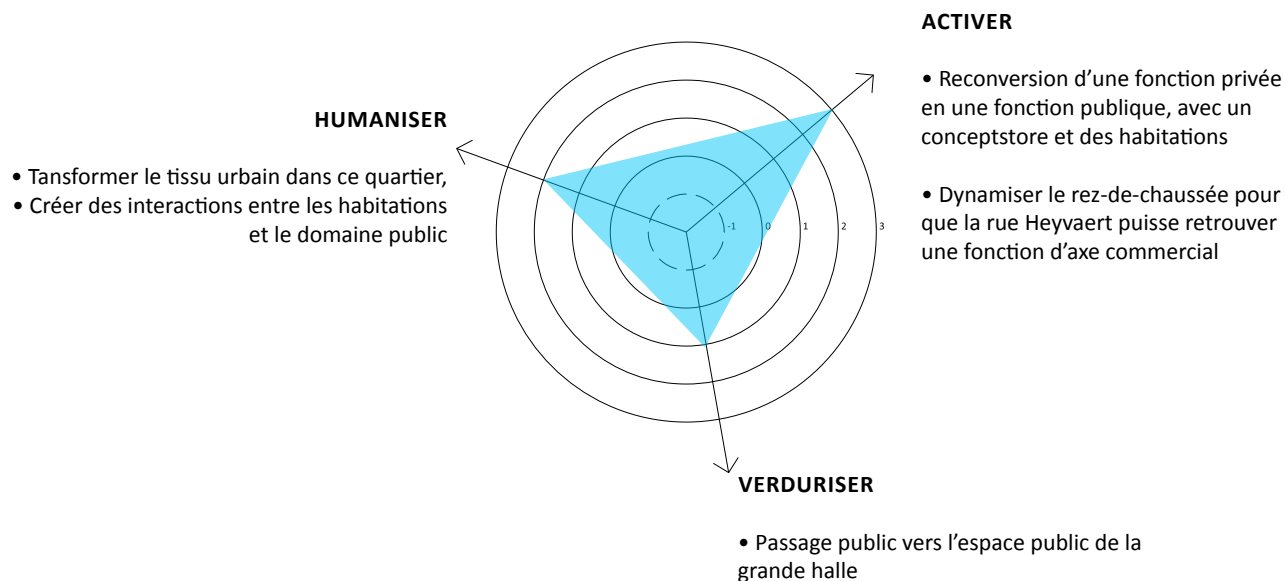 ACTIVER
• Reconversion d'une fonction privée
en une fonction publique, avec un
conceptstore et des habitations
• Dynamiser le rez-de-chaussée pour
que la rue Heyvaert puisse retrouver
une fonction d'axe commercial
HUMANISER
• Tansformer le tissu urbain dans ce quartier,
• Créer des interactions entre les habitations
et le domaine public
-1 0 1 2 3
VERDURISER
• Passage public vers l'espace public de la
grande halle